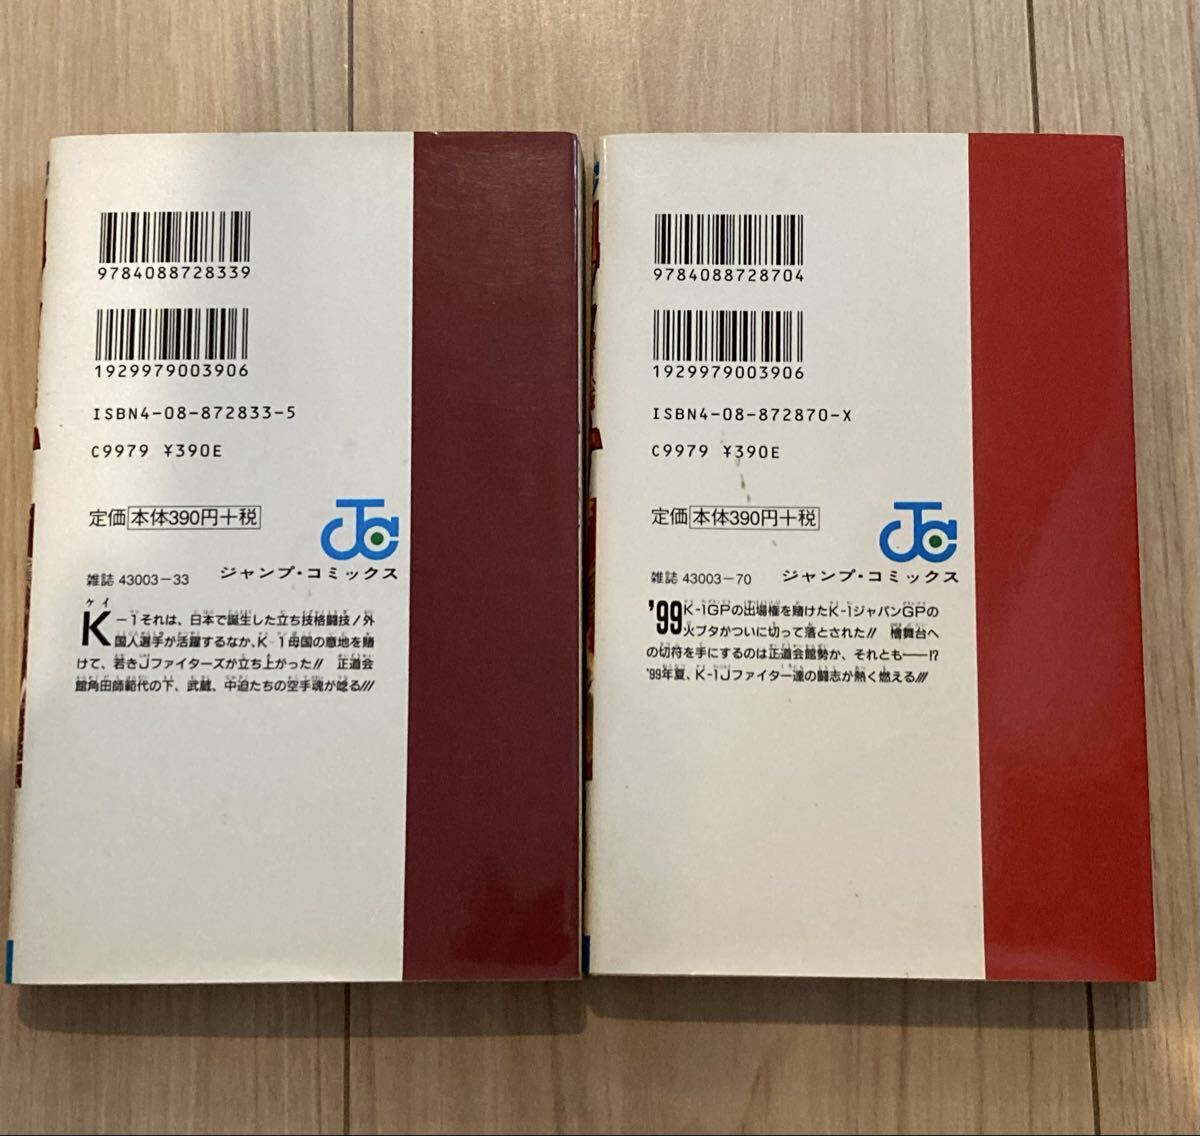 9784088728339
1929979003906
ISBN4-08-872833-5
C9979 ¥390E
定価 本体390円+税
雑誌 43003-33
ジャンプ・コミックス
ケイ
K-1それは、日本で誕生した立ち技格闘技!外
国人選手が活躍するなか、K-1母国の意地を賭
けて、若きJファイターズが立ち上がった!! 正道会
館角田師範代の下、武蔵、中迫たちの空手魂が唸る!!!
9784088728704
1929979003906
ISBN4-08-872870-X
C9979 ¥390E
定価 本体390円+税
雑誌 43003-70
ジャンプ・コミックス
'99K-1GPの出場権を賭けたK-1ジャパンGPの
火ブタがついに切って落とされた!! 檜舞台へ
の切符を手にするのは正道会館勢か、それとも――!?
'99年夏、K-1Jファイター達の闘志が熱く燃える!!!